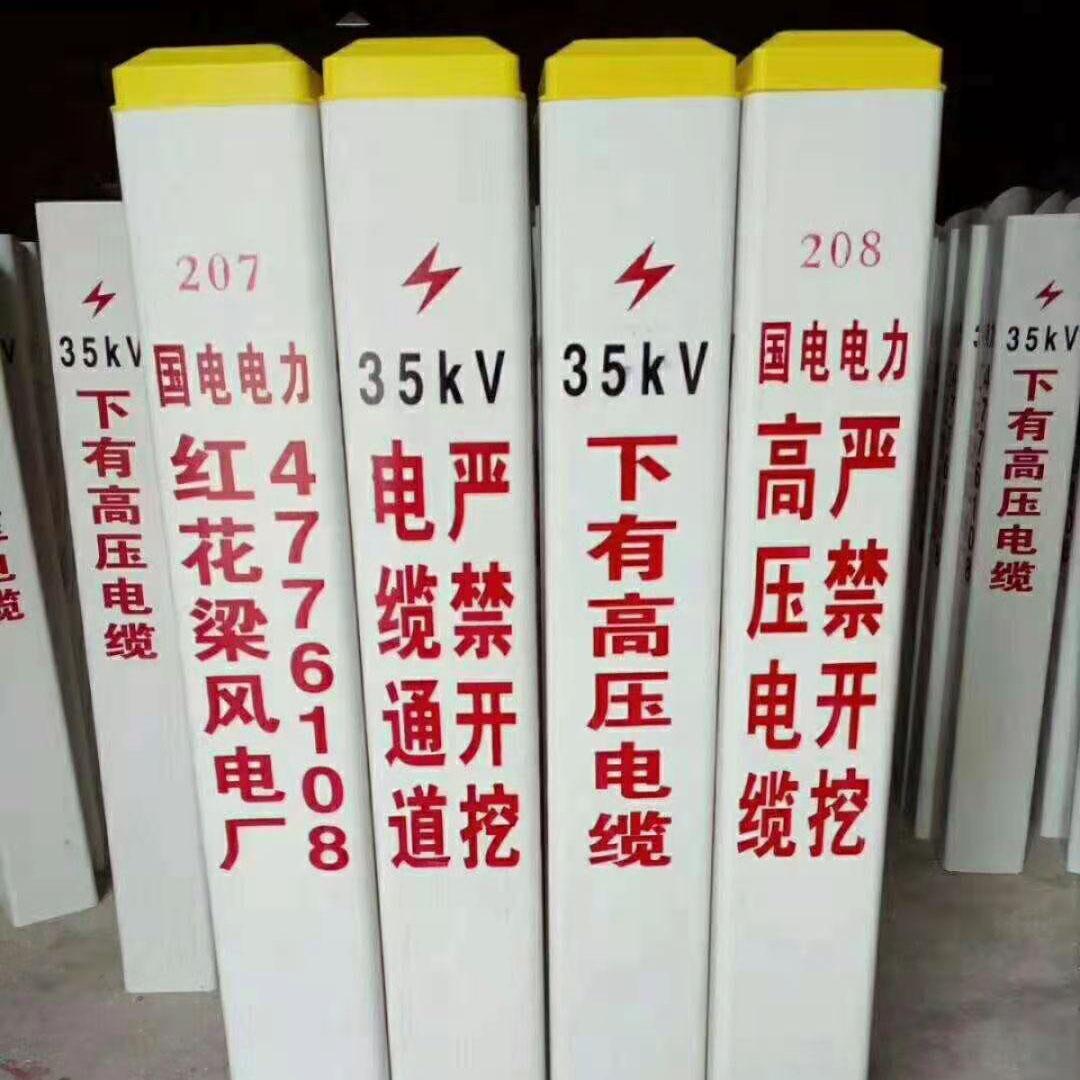 35kV
下有高压电缆
207
国电电力
红花梁风电厂
4776108
35kV
电缆通道
严禁开挖
35kV
下有高压电缆
208
国电电力
高压电缆
严禁开挖
35kV
下有高压电缆